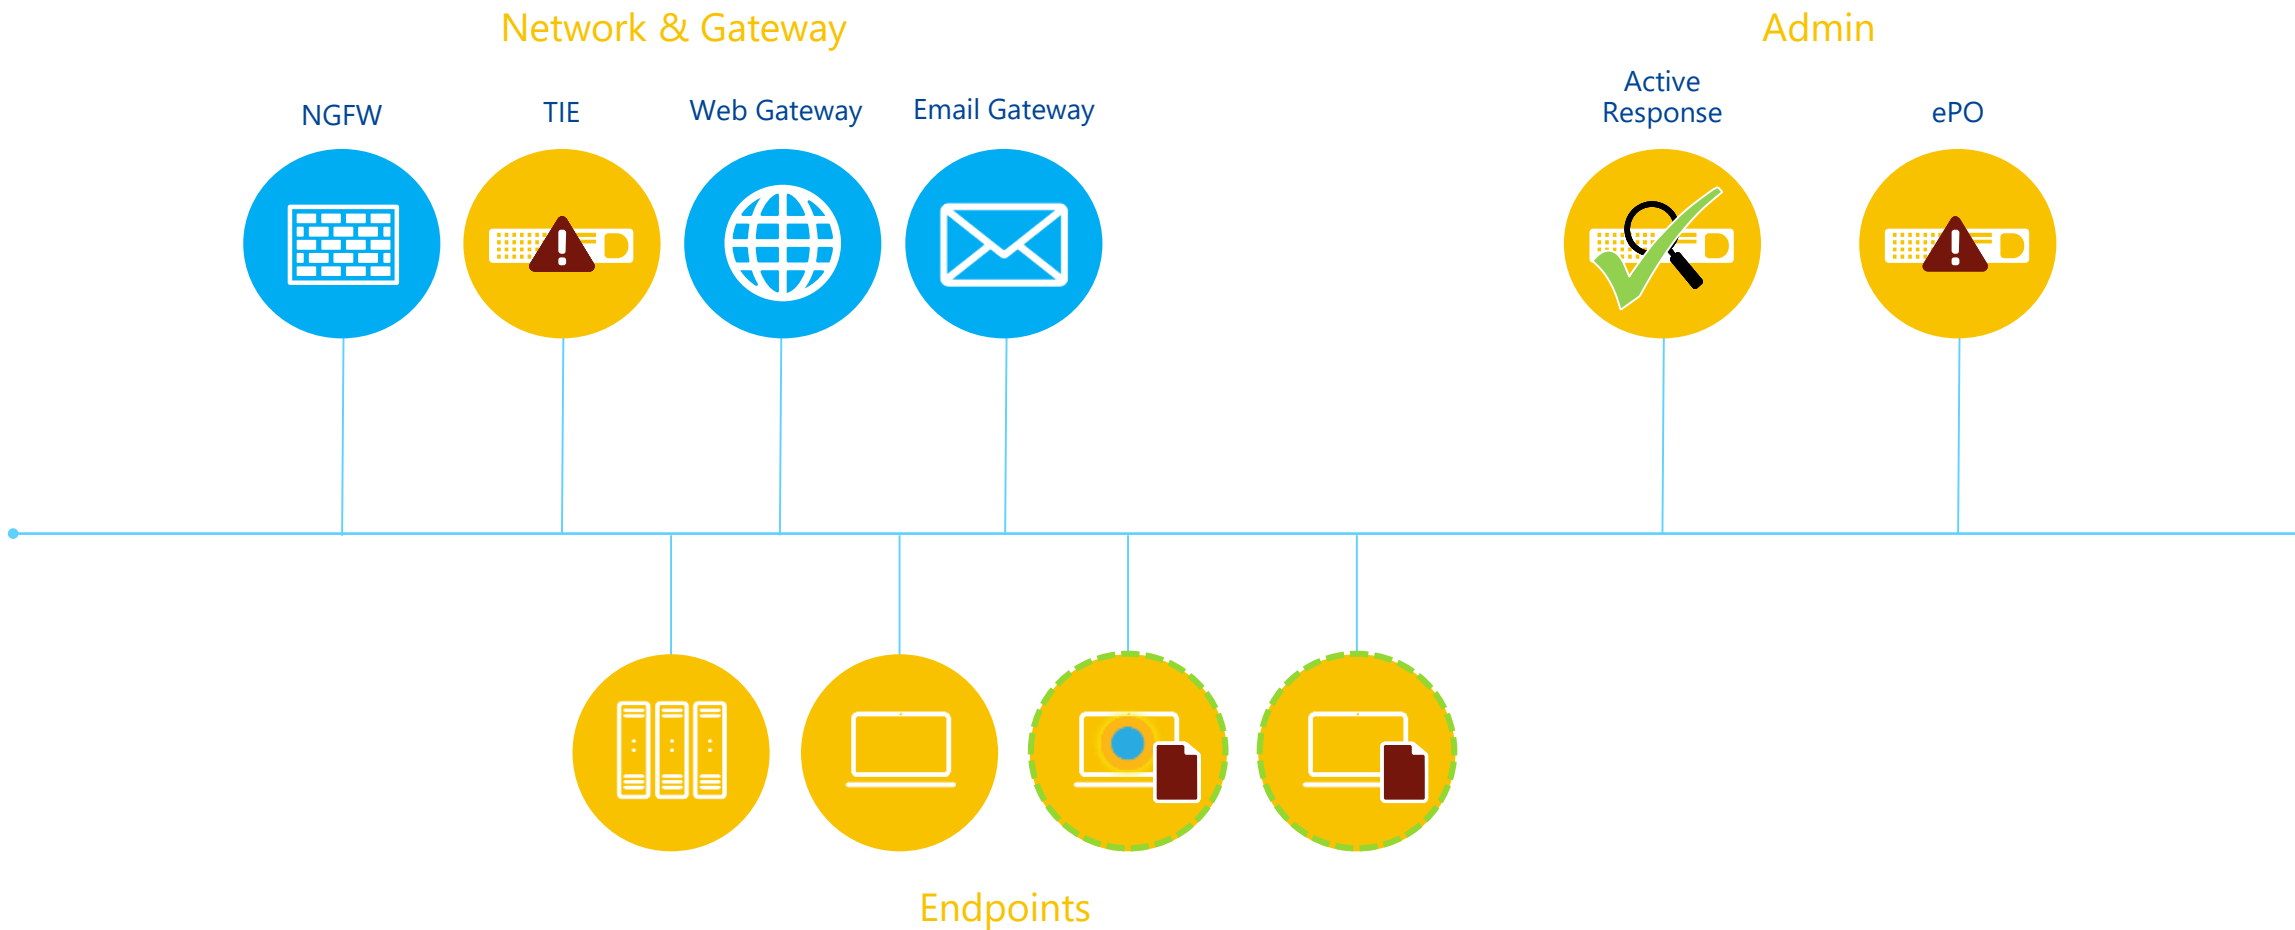 Network & Gateway
Admin
NGFW
TIE
Web Gateway
Email Gateway
Active
Response
ePO
Endpoints